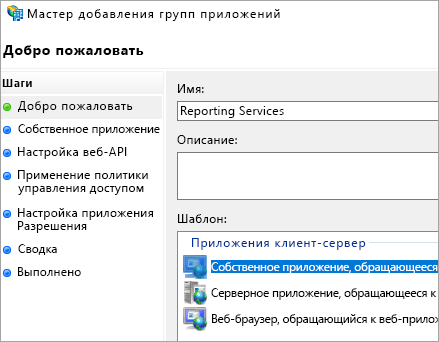 Мастер добавления групп приложений
Добро пожаловать
Шаги
Добро пожаловать
Собственное приложение
Настройка веб-API
Применение политики
управления доступом
Настройка приложения
Разрешения
Сводка
Выполнено
Имя:
Reporting Services
Описание:
Шаблон:
Приложения клиент-сервер
Собственное приложение, обращающееся
Серверное приложение, обращающееся к
Веб-браузер, обращающийся к веб-прилож